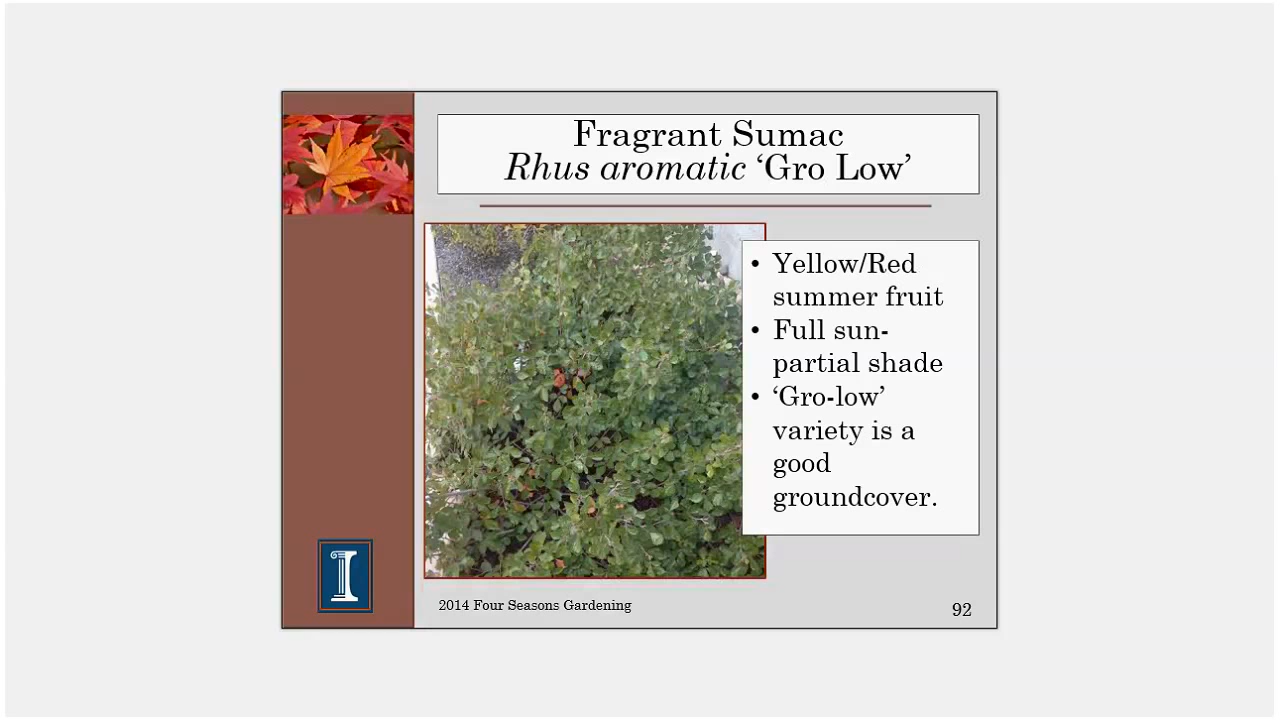 Fragrant Sumac
Rhus aromatic ‘Gro Low’
• Yellow/Red
summer fruit
• Full sun-
partial shade
• ‘Gro-low’
variety is a
good
groundcover.
I
2014 Four Seasons Gardening
92